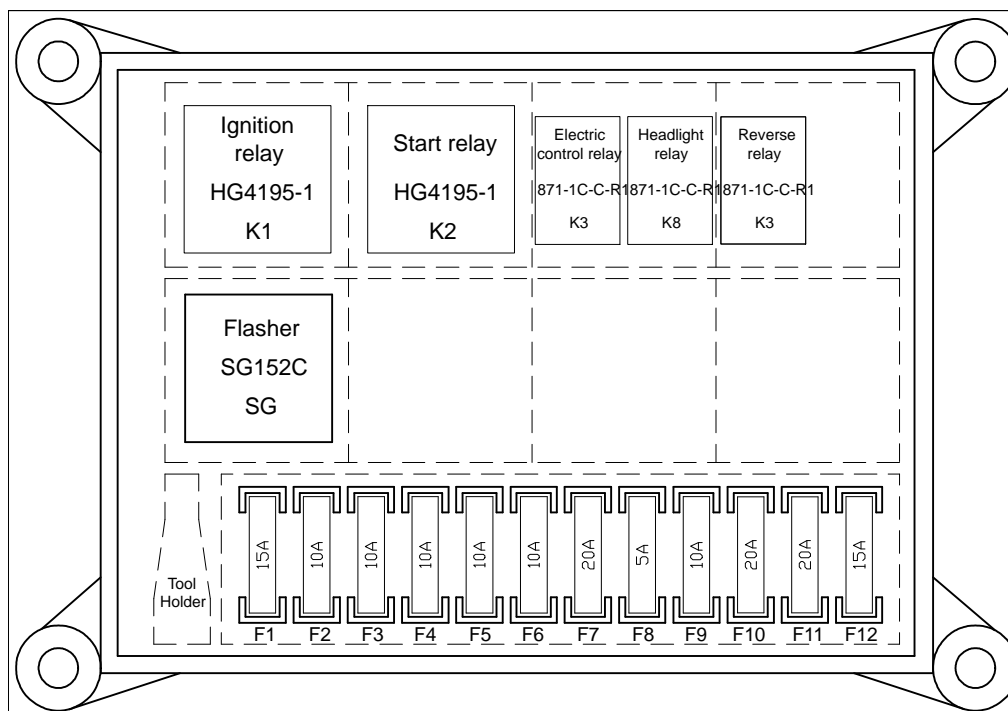 Ignition
relay
HG4195-1
K1
Start relay
HG4195-1
K2
Electric
control relay
871-1C-C-R1
K3
Headlight
relay
871-1C-C-R1
K8
Reverse
relay
871-1C-C-R1
K3
Flasher
SG152C
SG
Tool
Holder
15A
10A
10A
10A
10A
10A
20A
5A
10A
20A
20A
15A
F1
F2
F3
F4
F5
F6
F7
F8
F9
F10
F11
F12